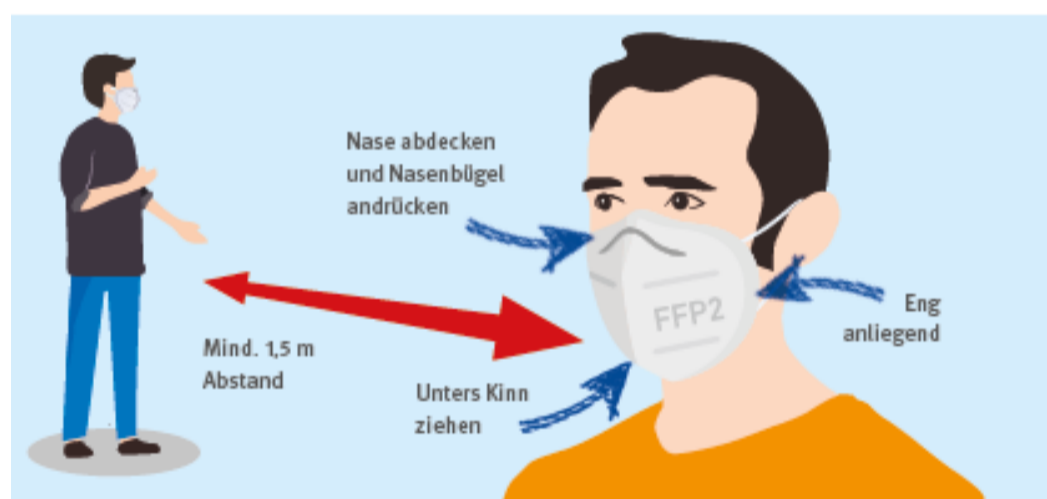 Nase abdecken
und Nasenbügel
andrücken
FFP2
Eng
anliegend
Mind. 1,5 m
Abstand
Unters Kinn
ziehen